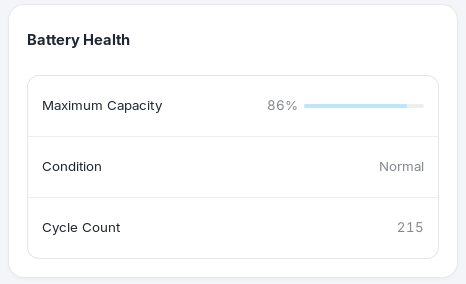 Battery Health
Maximum Capacity 86%
Condition Normal
Cycle Count 215